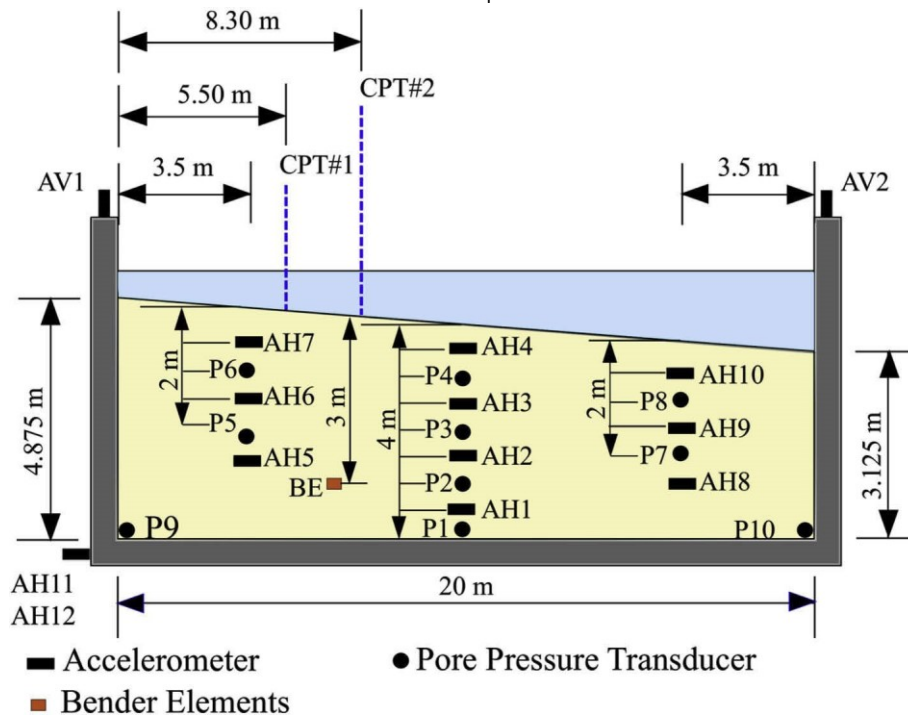 8.30 m
CPT#2
5.50 m
3.5 m
CPT#1
3.5 m
AV1
AV2
AH7
AH4
P6
P4
AH10
2 m
AH6
3 m
AH3
2 m
P8
P5
4 m
P3
AH9
4.875 m
AH5
AH2
P7
3.125 m
BE
P2
AH8
AH1
P9
P1
P10
AH11
AH12
20 m
Accelerometer
Pore Pressure Transducer
Bender Elements